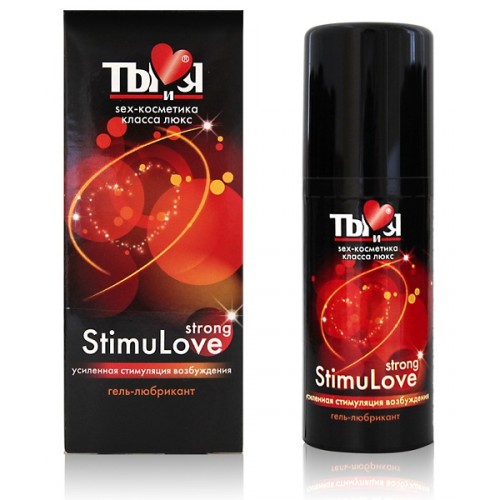 ТЫ и Я®
sex-косметика
класса люкс
strong
StimuLove
усиленная стимуляция возбуждения
гель-любрикант
ТЫ и Я
sex-косметика
класса люкс
strong
StimuLove
усиленная стимуляция возбуждения
гель-любрикант